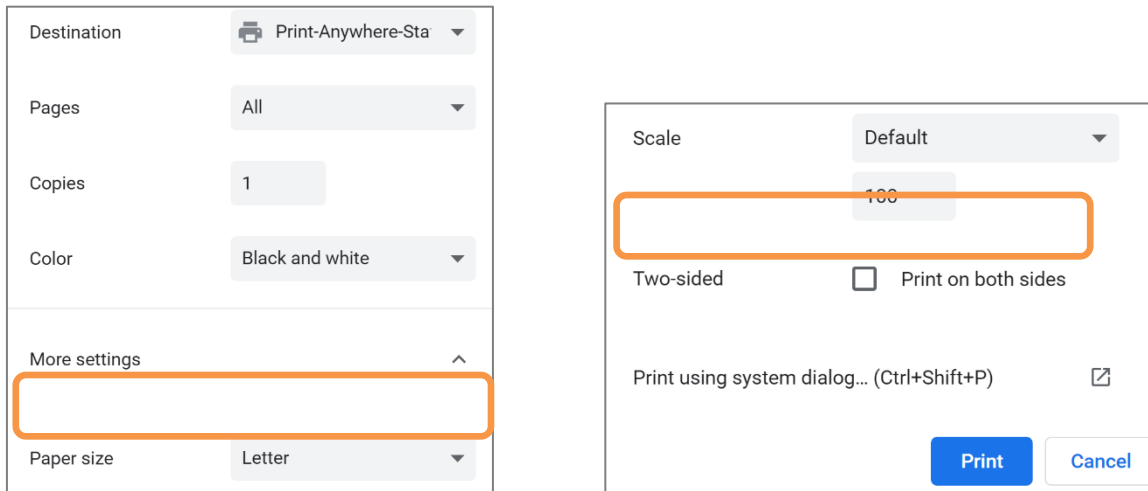 Destination Print-Anywhere-Sta
Pages All
Copies 1
Color Black and white
More settings
Paper size Letter
Scale Default
100
Two-sided Print on both sides
Print using system dialog... (Ctrl+Shift+P)
Print Cancel